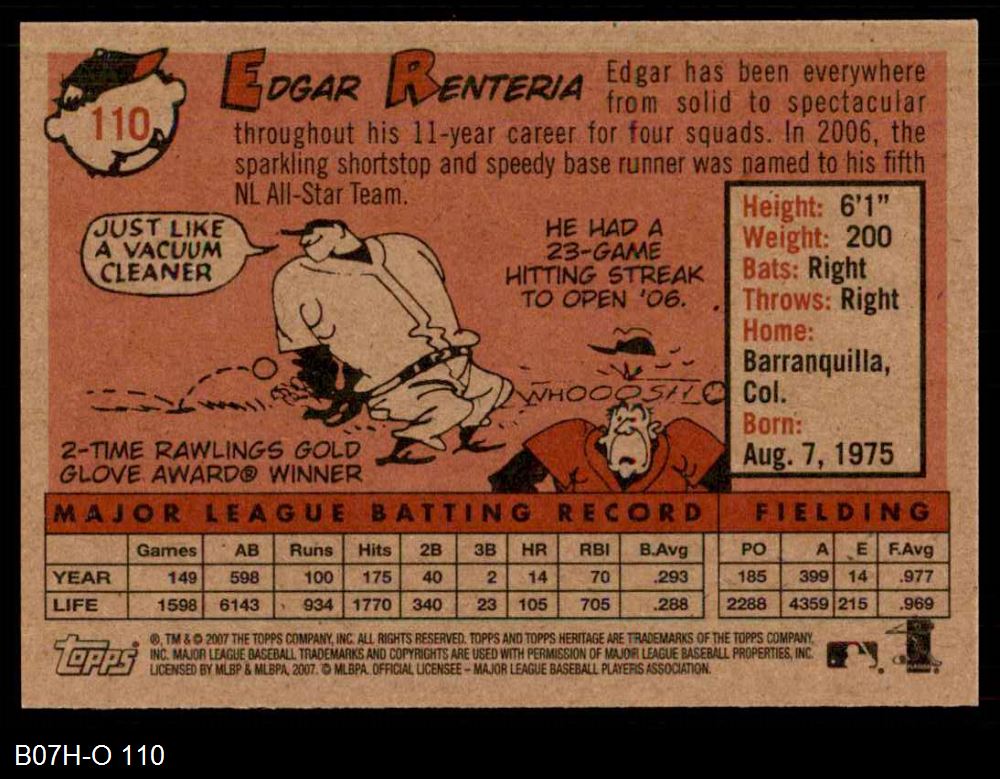 110
EDGAR RENTERIA Edgar has been everywhere
from solid to spectacular
throughout his 11-year career for four squads. In 2006, the
sparkling shortstop and speedy base runner was named to his fifth
NL All-Star Team.
JUST LIKE
A VACUUM
CLEANER
HE HAD A
23-GAME
HITTING STREAK
TO OPEN '06.
WHOOOSH
2-TIME RAWLINGS GOLD
GLOVE AWARD® WINNER
Height: 6'1"
Weight: 200
Bats: Right
Throws: Right
Home:
Barranquilla,
Col.
Born:
Aug. 7, 1975
MAJOR LEAGUE BATTING RECORD FIELDING
Games AB Runs Hits 2B 3B HR RBI B.Avg PO A E F.Avg
YEAR 149 598 100 175 40 2 14 70 .293 185 399 14 .977
LIFE 1598 6143 934 1770 340 23 105 705 .288 2288 4359 215 .969
Topps
®, TM & © 2007 THE TOPPS COMPANY, INC. ALL RIGHTS RESERVED. TOPPS AND TOPPS HERITAGE ARE TRADEMARKS OF THE TOPPS COMPANY,
INC. MAJOR LEAGUE BASEBALL TRADEMARKS AND COPYRIGHTS ARE USED WITH PERMISSION OF MAJOR LEAGUE BASEBALL PROPERTIES, INC.
LICENSED BY MLBP & MLBPA, 2007. © MLBPA. OFFICIAL LICENSEE – MAJOR LEAGUE BASEBALL PLAYERS ASSOCIATION.
B07H-O 110